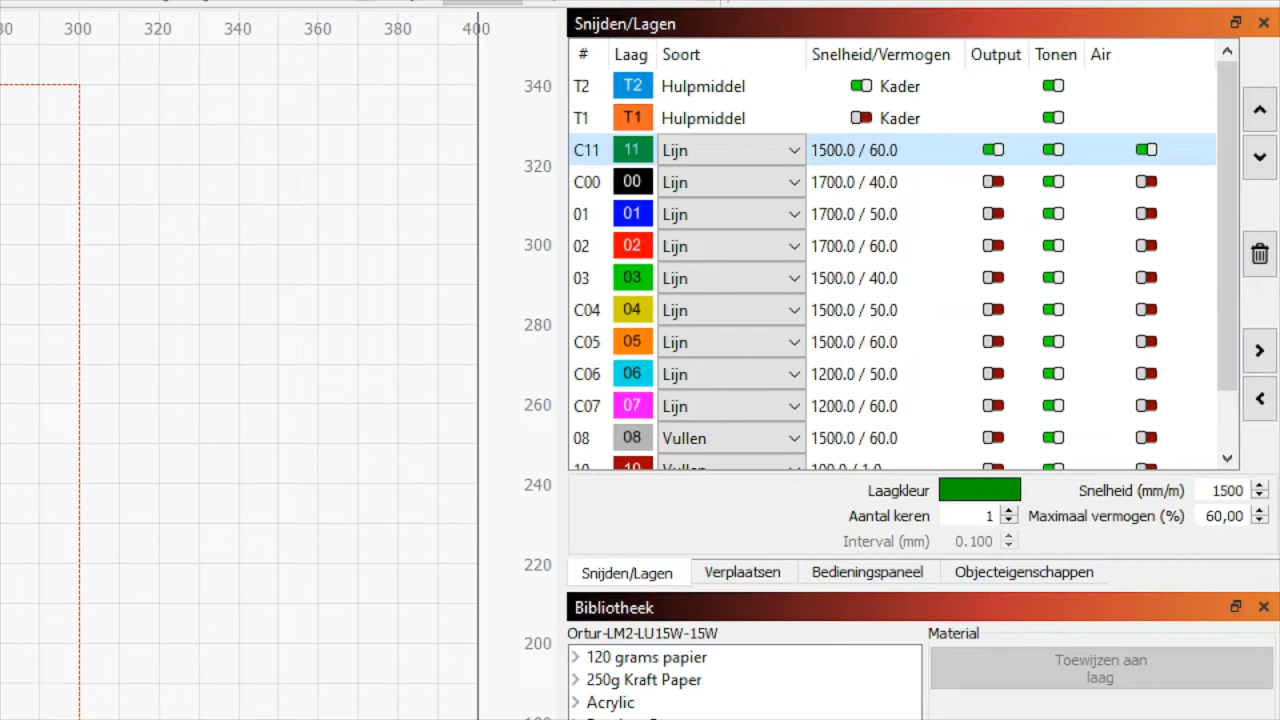 300 320 340 360 380 400
340
320
300
280
260
240
220
200
Snijden/Lagen
# Laag Soort Snelheid/Vermogen Output Tonen Air
T2 T2 Hulpmiddel Kader
T1 T1 Hulpmiddel Kader
C11 11 Lijn 1500.0 / 60.0
C00 00 Lijn 1700.0 / 40.0
01 01 Lijn 1700.0 / 50.0
02 02 Lijn 1700.0 / 60.0
03 03 Lijn 1500.0 / 40.0
C04 04 Lijn 1500.0 / 50.0
C05 05 Lijn 1500.0 / 60.0
C06 06 Lijn 1200.0 / 50.0
C07 07 Lijn 1200.0 / 60.0
08 08 Vullen 1500.0 / 60.0
10 10 Vullen 100.0 / 1.0
Laagkleur Snelheid (mm/m) 1500
Aantal keren 1 Maximaal vermogen (%) 60,00
Interval (mm) 0.100
Snijden/Lagen Verplaatsen Bedieningspaneel Objecteigenschappen
Bibliotheek
Ortur-LM2-LU15W-15W Material
120 grams papier
250g Kraft Paper
Acrylic
Toewijzen aan
laag